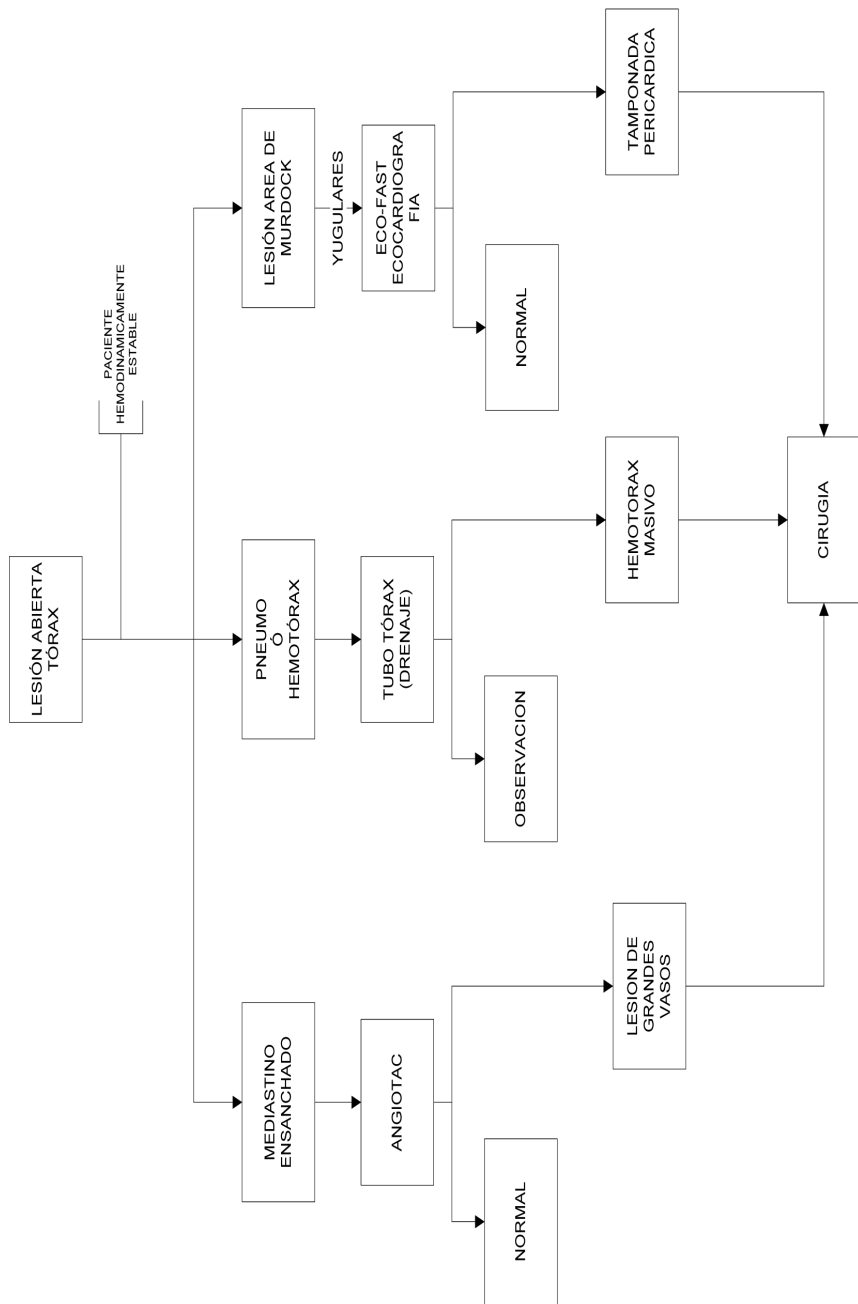 LESIÓN ABIERTA
TÓRAX
PACIENTE
HEMODINAMICAMENTE
ESTABLE
MEDIASTINO
ENSANCHADO
PNEUMO
Ó
HEMOTÓRAX
LESIÓN AREA DE
MURDOCK
YUGULARES
ANGIOTAC
TUBO TÓRAX
(DRENAJE)
ECO-FAST
ECOCARDIOGRA
FIA
NORMAL
OBSERVACION
NORMAL
LESION DE
GRANDES
VASOS
HEMOTORAX
MASIVO
TAMPONADA
PERICARDICA
CIRUGIA